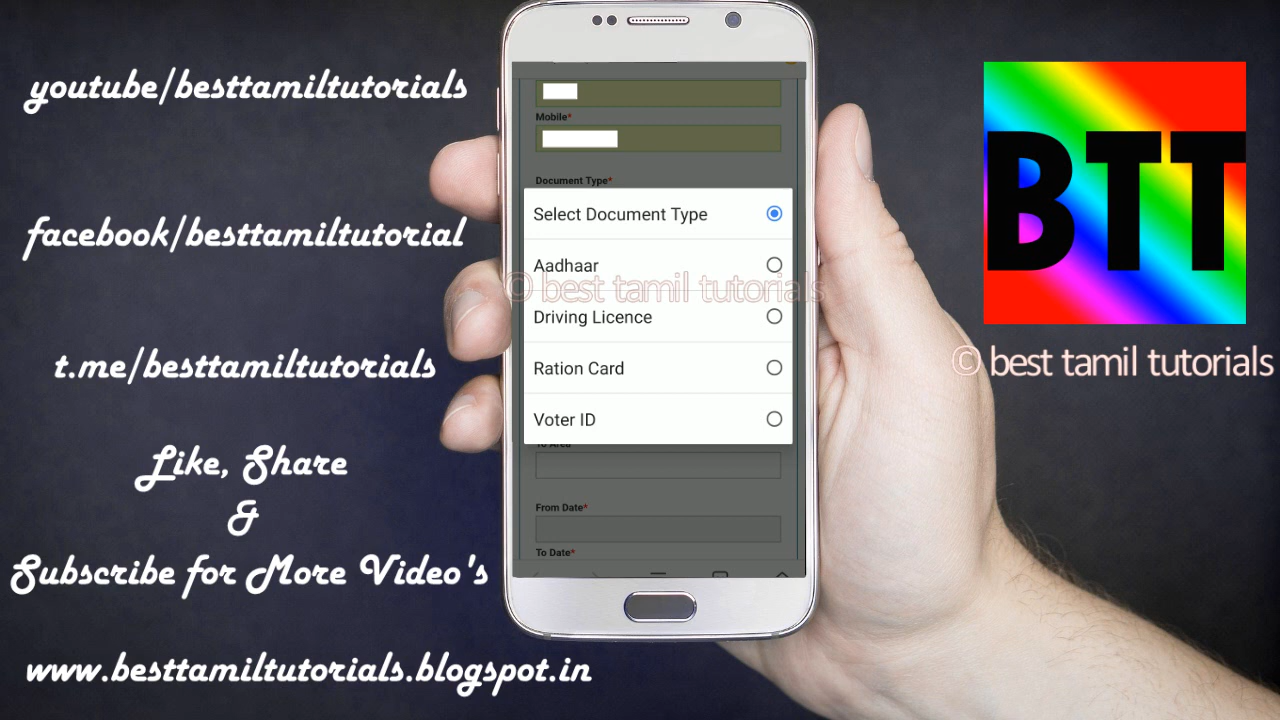 youtube/besttamiltutorials
facebook/besttamiltutorial
t.me/besttamiltutorials
Like, Share
&
Subscribe for More Video's
www.besttamiltutorials.blogspot.in
Mobile*
Document Type*
Select Document Type
Aadhaar
© best tamil tutorials
Driving Licence
Ration Card
Voter ID
To Area
From Date*
To Date*
BTT
© best tamil tutorials